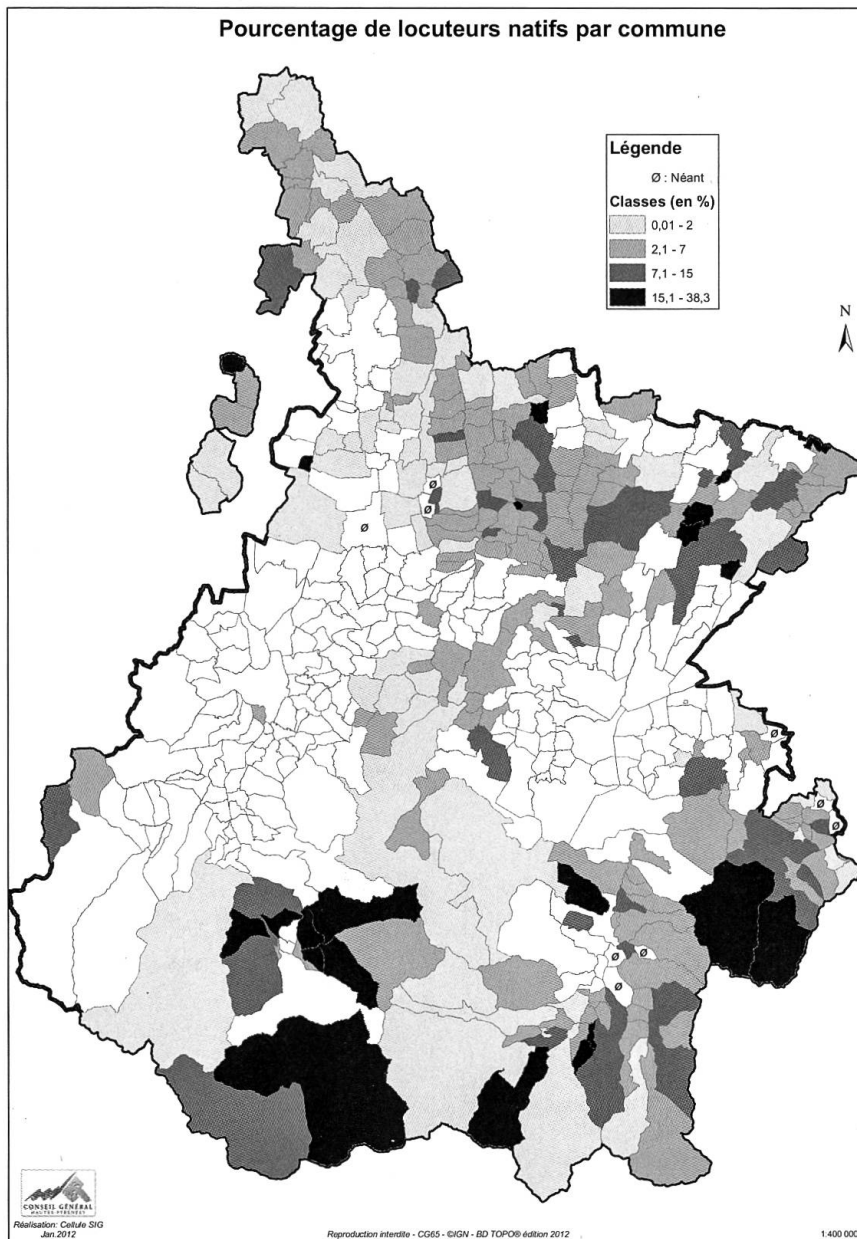 Pourcentage de locuteurs natifs par commune
Légende
Ø : Néant
Classes (en %)
0,01 - 2
2,1 - 7
7,1 - 15
15,1 - 38,3
N
Ø
Ø
Ø
Ø
Ø
Ø
Ø
Ø
Ø
CONSEIL GÉNÉRAL
HAUTES PYRÉNÉES
Réalisation: Cellule SIG
Jan.2012
Reproduction interdite - CG65 - ©IGN - BD TOPO® édition 2012
1:400 000